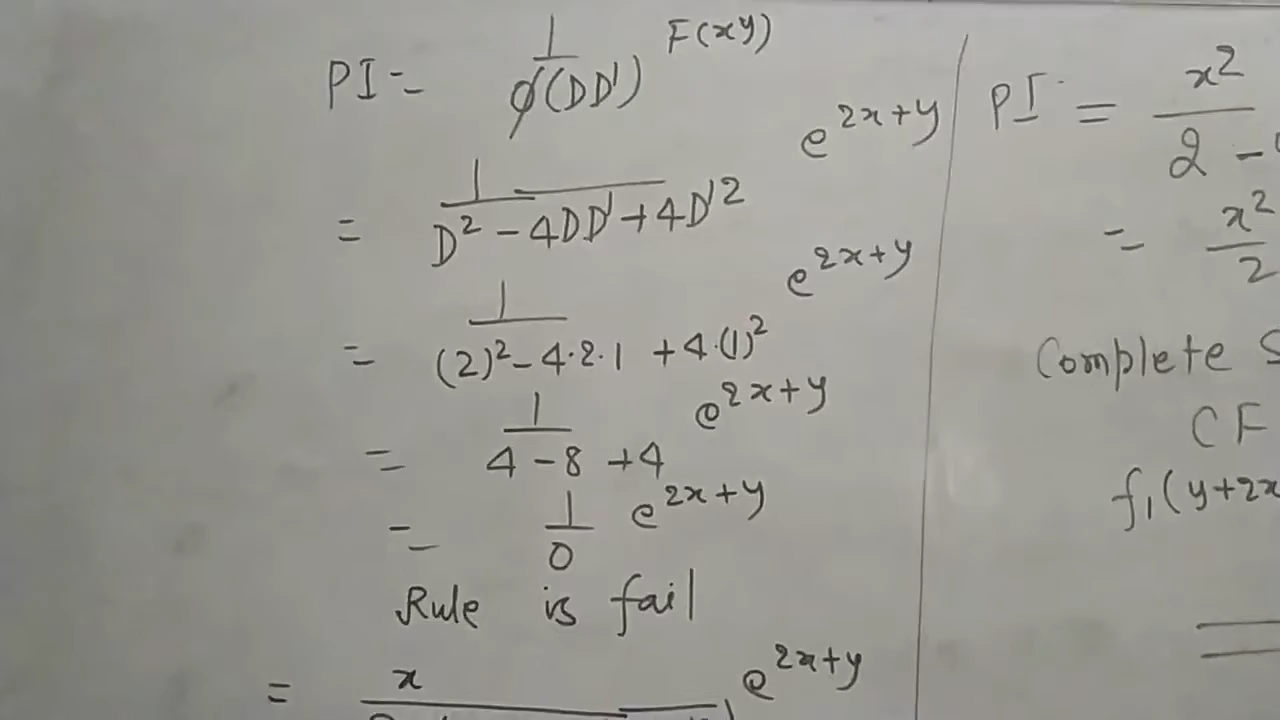 PI = 1/φ(DD') F(xy)
= 1/(D² - 4DD' + 4D'²) e^(2x+y)
= 1/((2)² - 4·2·1 + 4·(1)²) e^(2x+y)
= 1/(4 - 8 + 4) e^(2x+y)
= 1/0 e^(2x+y)
Rule is fail
= x e^(2x+y)
PI = x²/2 -
= x²/2
Complete S
CF
f₁(y+2x